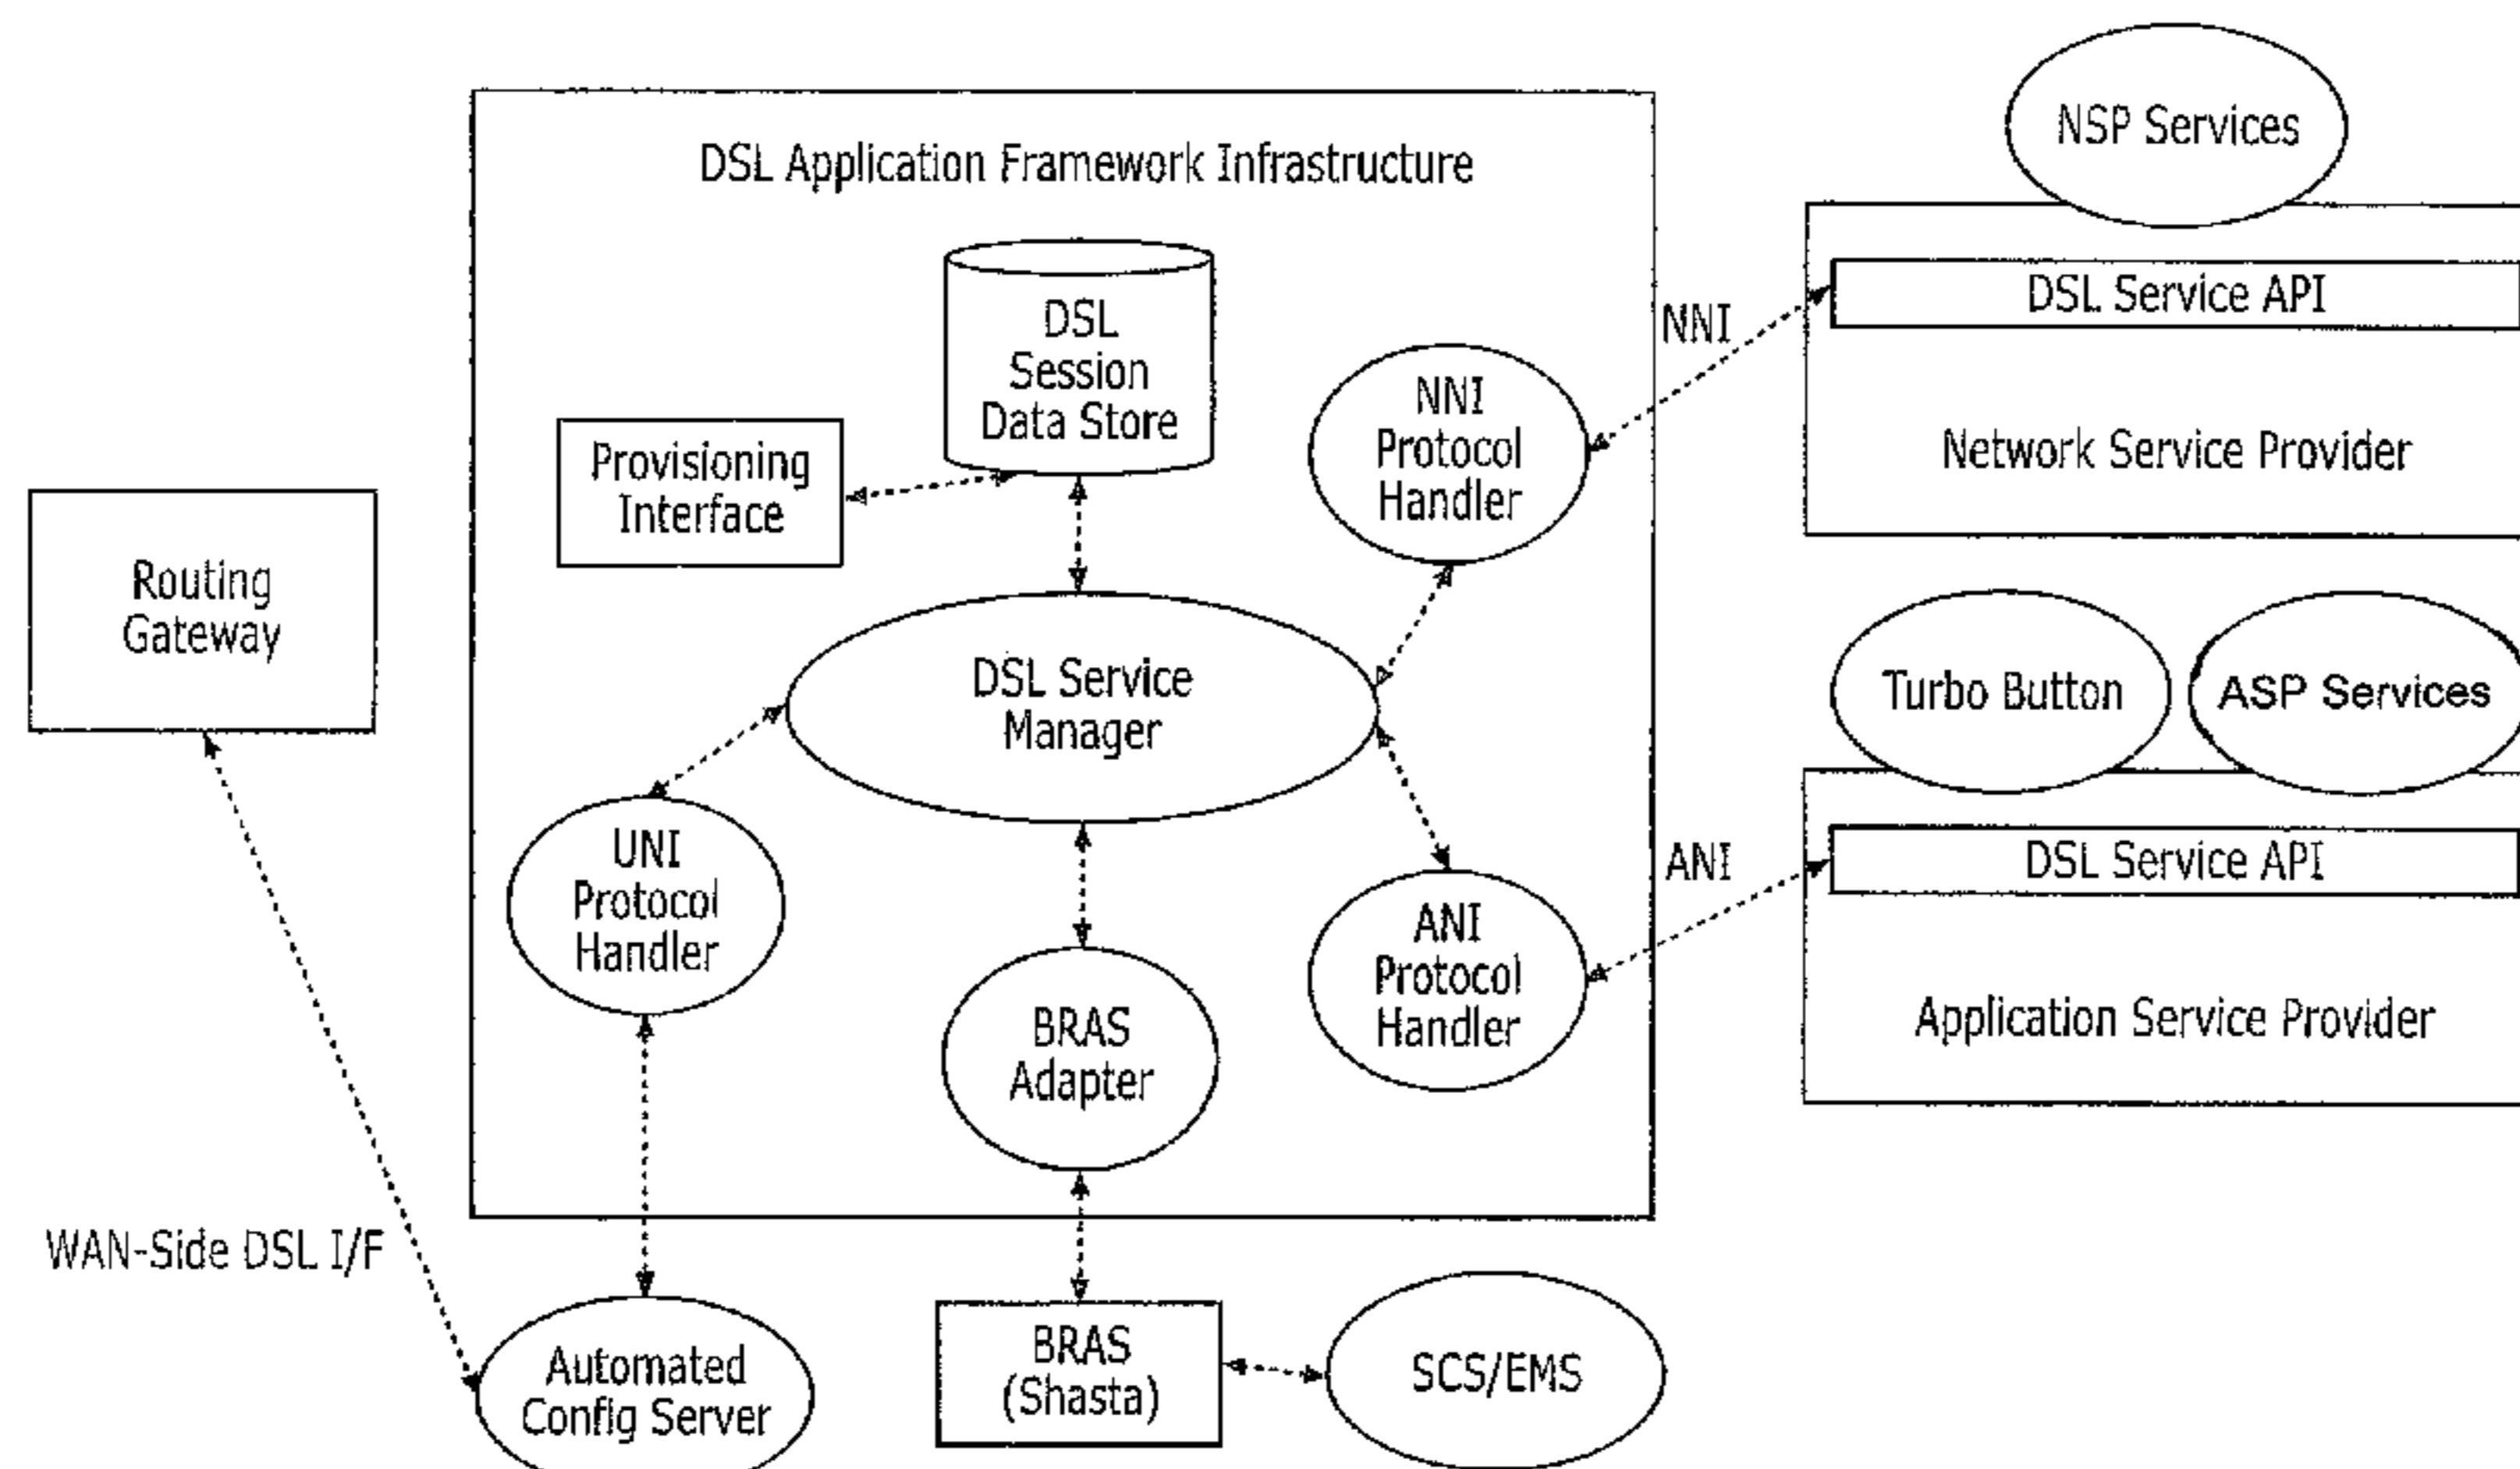 NSP Services
DSL Application Framework Infrastructure
DSL Service API
NNI
DSL
Session
Data Store
NNI
Protocol
Handler
Network Service Provider
Provisioning
Interface
Routing
Gateway
DSL Service
Manager
Turbo Button
ASP Services
UNI
Protocol
Handler
ANI
DSL Service API
ANI
Protocol
Handler
BRAS
Adapter
Application Service Provider
WAN-Side DSL I/F
Automated
Config Server
BRAS
(Shasta)
SCS/EMS